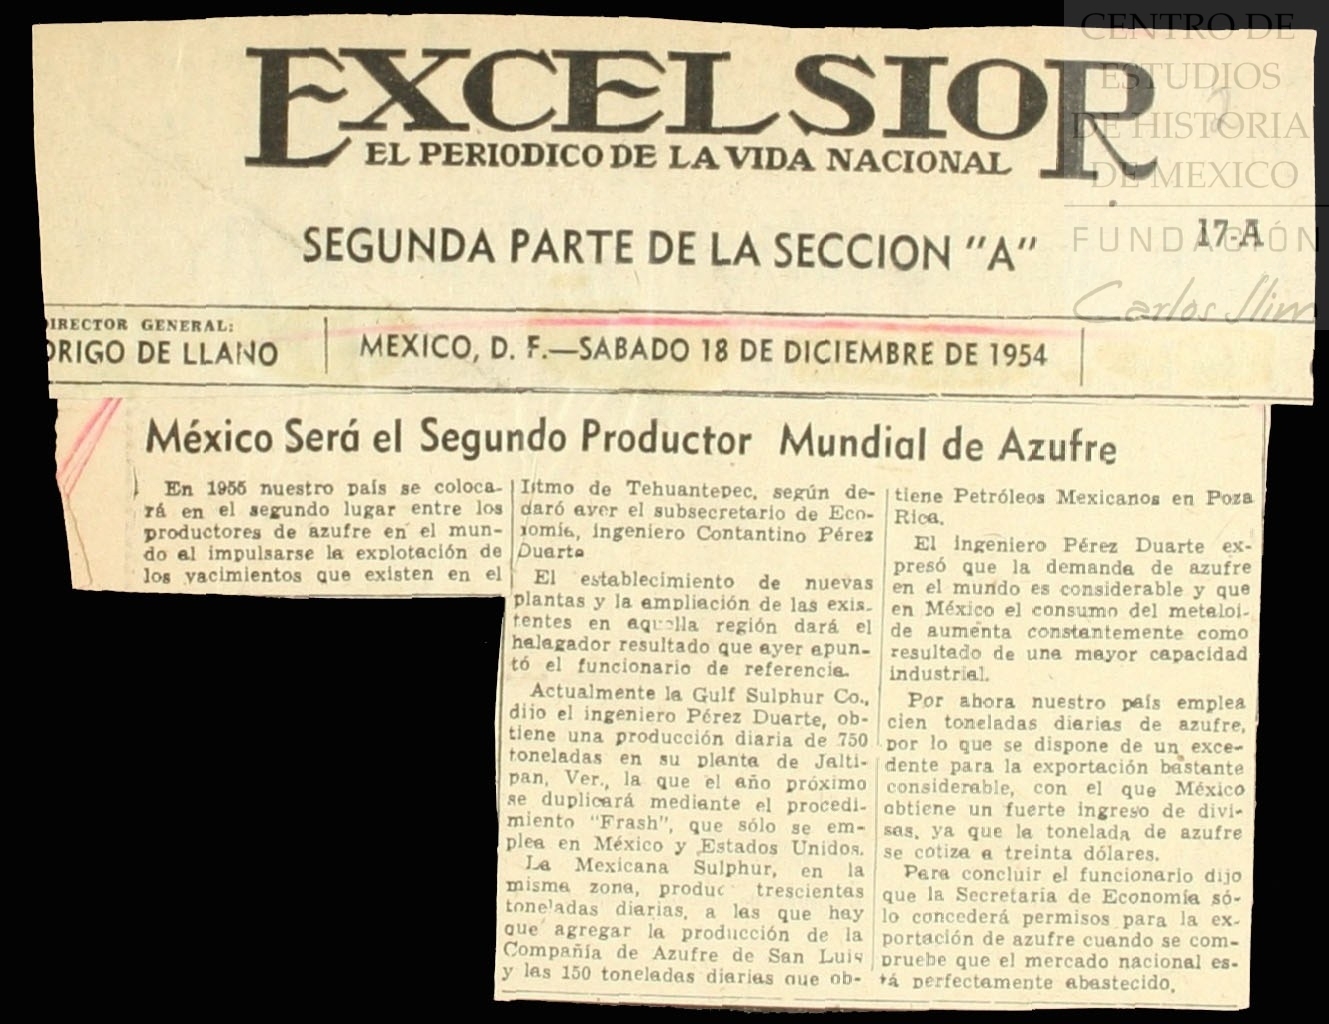 EXCELSIOR
EL PERIODICO DE LA VIDA NACIONAL
CENTRO DE
ESTUDIOS
DE HISTORIA
DE MEXICO
FUNDACIÓN
Carlos Slim
SEGUNDA PARTE DE LA SECCION "A"
17-A
DIRECTOR GENERAL:
DRIGO DE LLANO
MEXICO, D. F.—SABADO 18 DE DICIEMBRE DE 1954
México Será el Segundo Productor Mundial de Azufre
En 1955 nuestro país se coloca-
rá en el segundo lugar entre los
productores de azufre en el mun-
do al impulsarse la explotación de
los yacimientos que existen en el
Istmo de Tehuantepec, según de-
claró ayer el subsecretario de Eco-
nomía, ingeniero Contantino Pérez
Duarte
El establecimiento de nuevas
plantas y la ampliación de las exis-
tentes en aquella región dará el
halagador resultado que ayer apun-
tó el funcionario de referencia.
Actualmente la Gulf Sulphur Co.,
dijo el ingeniero Pérez Duarte, ob-
tiene una producción diaria de 750
toneladas en su planta de Jalti-
pan, Ver., la que el año próximo
se duplicará mediante el procedi-
miento "Frash", que sólo se em-
plea en México y Estados Unidos.
La Mexicana Sulphur, en la
misma zona, produc trescientas
toneladas diarias, a las que hay
que agregar la producción de la
Compañía de Azufre de San Luis
y las 150 toneladas diarias que ob-
tiene Petróleos Mexicanos en Poza
Rica.
El ingeniero Pérez Duarte ex-
presó que la demanda de azufre
en el mundo es considerable y que
en México el consumo del metaloi-
de aumenta constantemente como
resultado de una mayor capacidad
industrial.
Por ahora nuestro país emplea
cien toneladas diarias de azufre,
por lo que se dispone de un exce-
dente para la exportación bastante
considerable, con el que México
obtiene un fuerte ingreso de divi-
sas, ya que la tonelada de azufre
se cotiza a treinta dólares.
Para concluir el funcionario dijo
que la Secretaría de Economía só-
lo concederá permisos para la ex-
portación de azufre cuando se com-
pruebe que el mercado nacional es-
tá perfectamente abastecido.